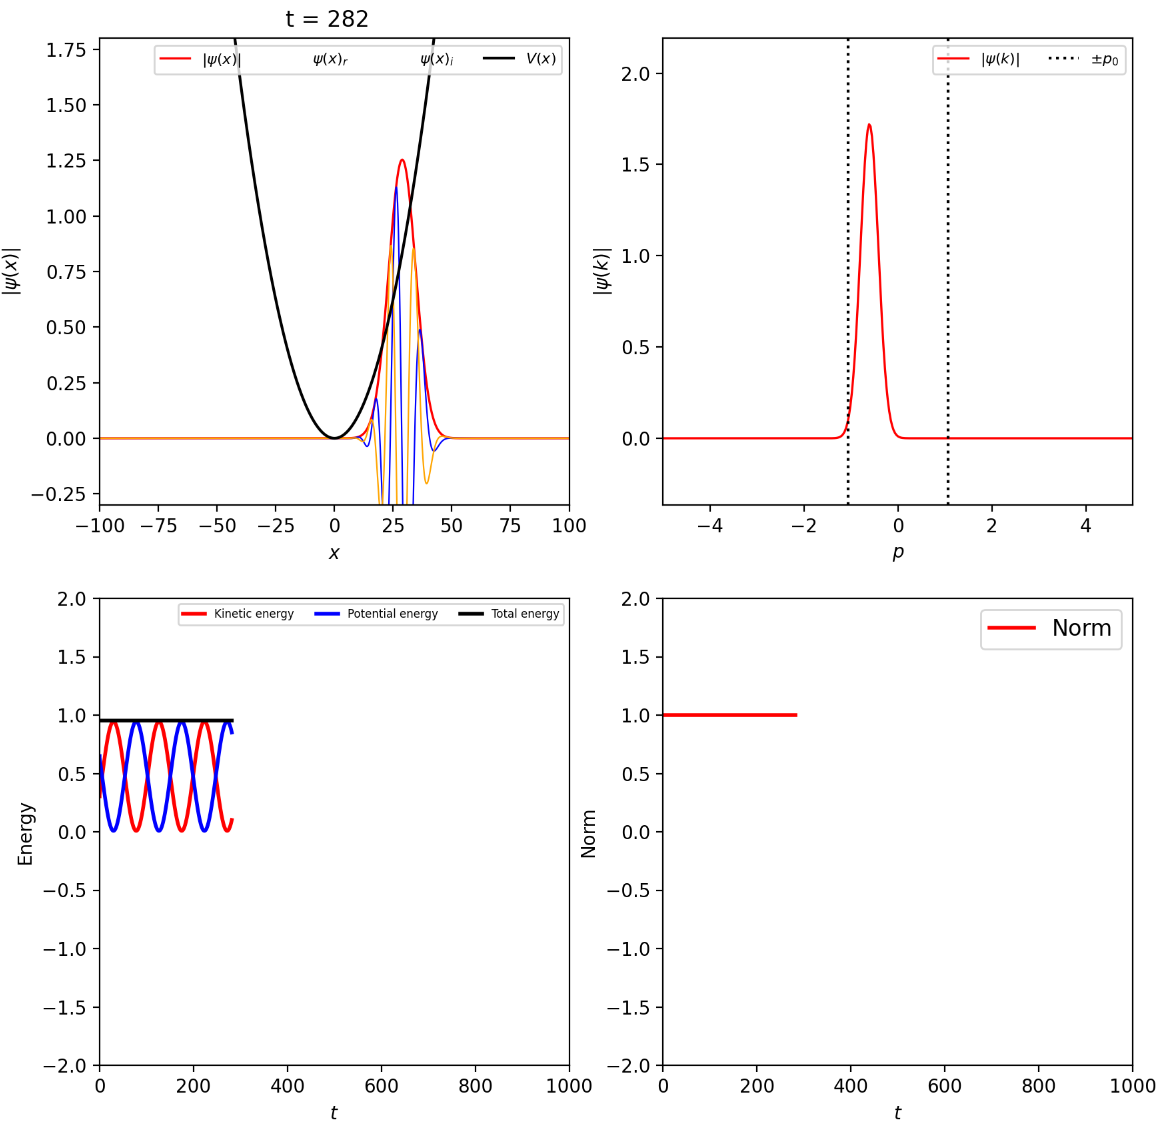 t = 282
|ψ(x)| ψ(x)r ψ(x)i V(x)
1.75
1.50
1.25
1.00
0.75
0.50
0.25
0.00
−0.25
|ψ(x)|
−100 −75 −50 −25 0 25 50 75 100
x
|ψ(k)| ±p0
2.0
1.5
1.0
0.5
0.0
|ψ(k)|
−4 −2 0 2 4
p
Kinetic energy Potential energy Total energy
2.0
1.5
1.0
0.5
0.0
−0.5
−1.0
−1.5
−2.0
Energy
0 200 400 600 800 1000
t
Norm
2.0
1.5
1.0
0.5
0.0
−0.5
−1.0
−1.5
−2.0
Norm
0 200 400 600 800 1000
t